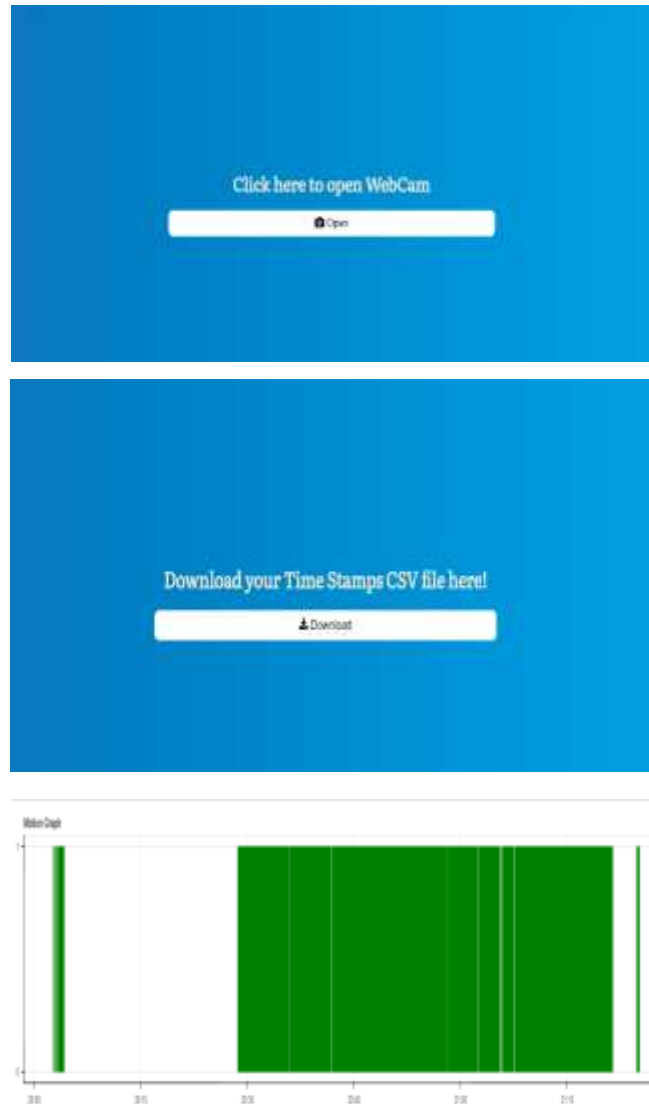 Click here to open WebCam
Open
Download your Time Stamps CSV file here!
Download
Motion Graph
1
0